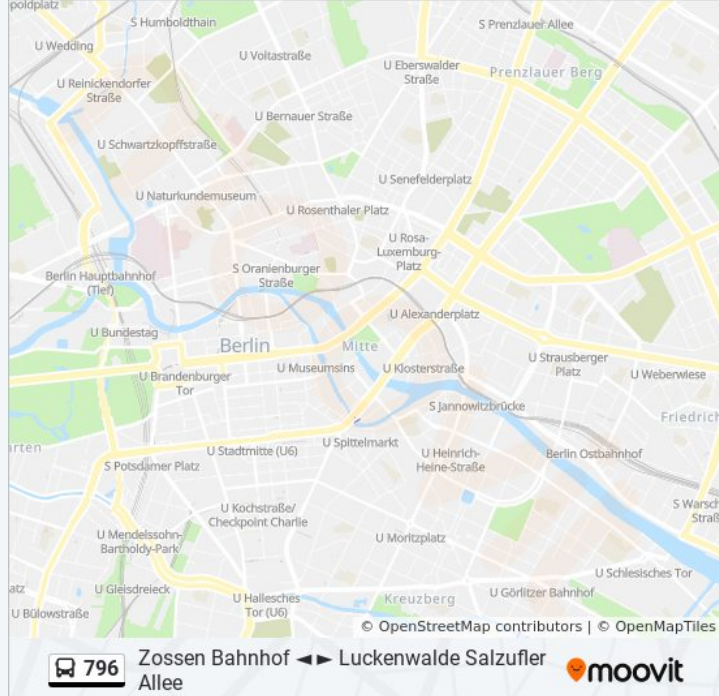 poldplatz
S Humboldthain
S Prenzlauer Allee
U Wedding
U Voltastraße
U Eberswalder
Straße
Prenzlauer Berg
U Reinickendorfer
Straße
U Bernauer Straße
U Schwartzkopffstraße
U Senefelderplatz
U Naturkundemuseum
U Rosenthaler Platz
U Rosa-
Luxemburg-
Platz
Berlin Hauptbahnhof
(Tief)
S Oranienburger
Straße
U Alexanderplatz
U Bundestag
Berlin
Mitte
U Strausberger
Platz
U Brandenburger
Tor
U Museumsins
U Klosterstraße
U Weberwiese
S Jannowitzbrücke
Friedrich
arten
U Spittelmarkt
U Stadtmitte (U6)
U Heinrich-
Heine-Straße
Berlin Ostbahnhof
S Potsdamer Platz
S Warsch
Straß
U Kochstraße/
Checkpoint Charlie
U Mendelssohn-
Bartholdy-Park
U Moritzplatz
U Schlesisches Tor
atz
U Gleisdreieck
U Hallesches
Tor (U6)
Kreuzberg
U Görlitzer Bahnhof
U Bülowstraße
© OpenStreetMap contributors | © OpenMapTiles
796
Zossen Bahnhof ◄► Luckenwalde Salzufler
Allee
moovit